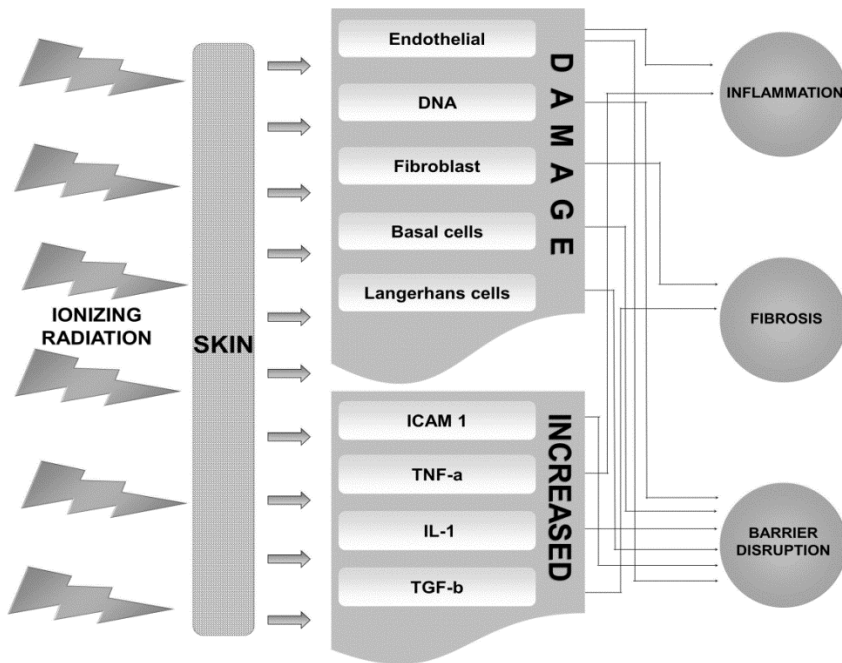 IONIZING
RADIATION
SKIN
Endothelial
DNA
Fibroblast
Basal cells
Langerhans cells
DAMAGE
ICAM 1
TNF-a
IL-1
TGF-b
INCREASED
INFLAMMATION
FIBROSIS
BARRIER
DISRUPTION